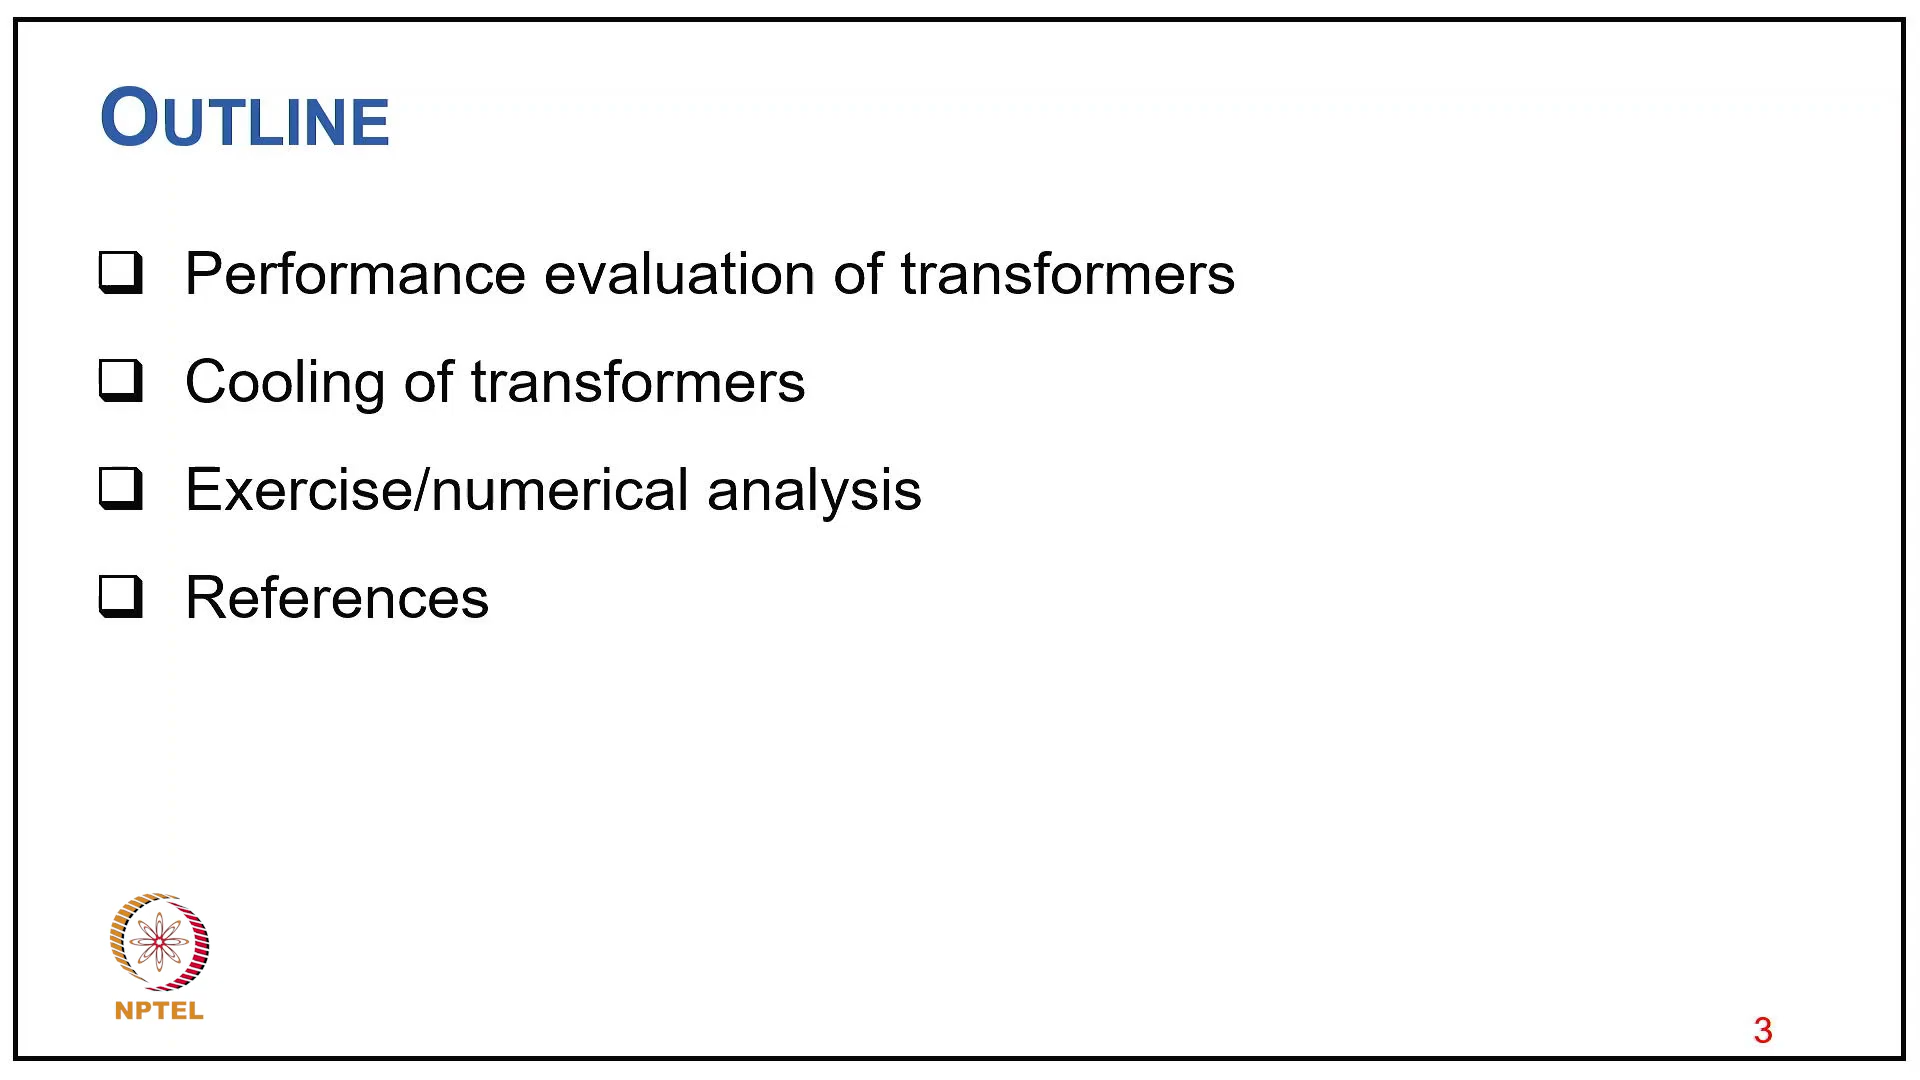 OUTLINE
Performance evaluation of transformers
Cooling of transformers
Exercise/numerical analysis
References
NPTEL
3